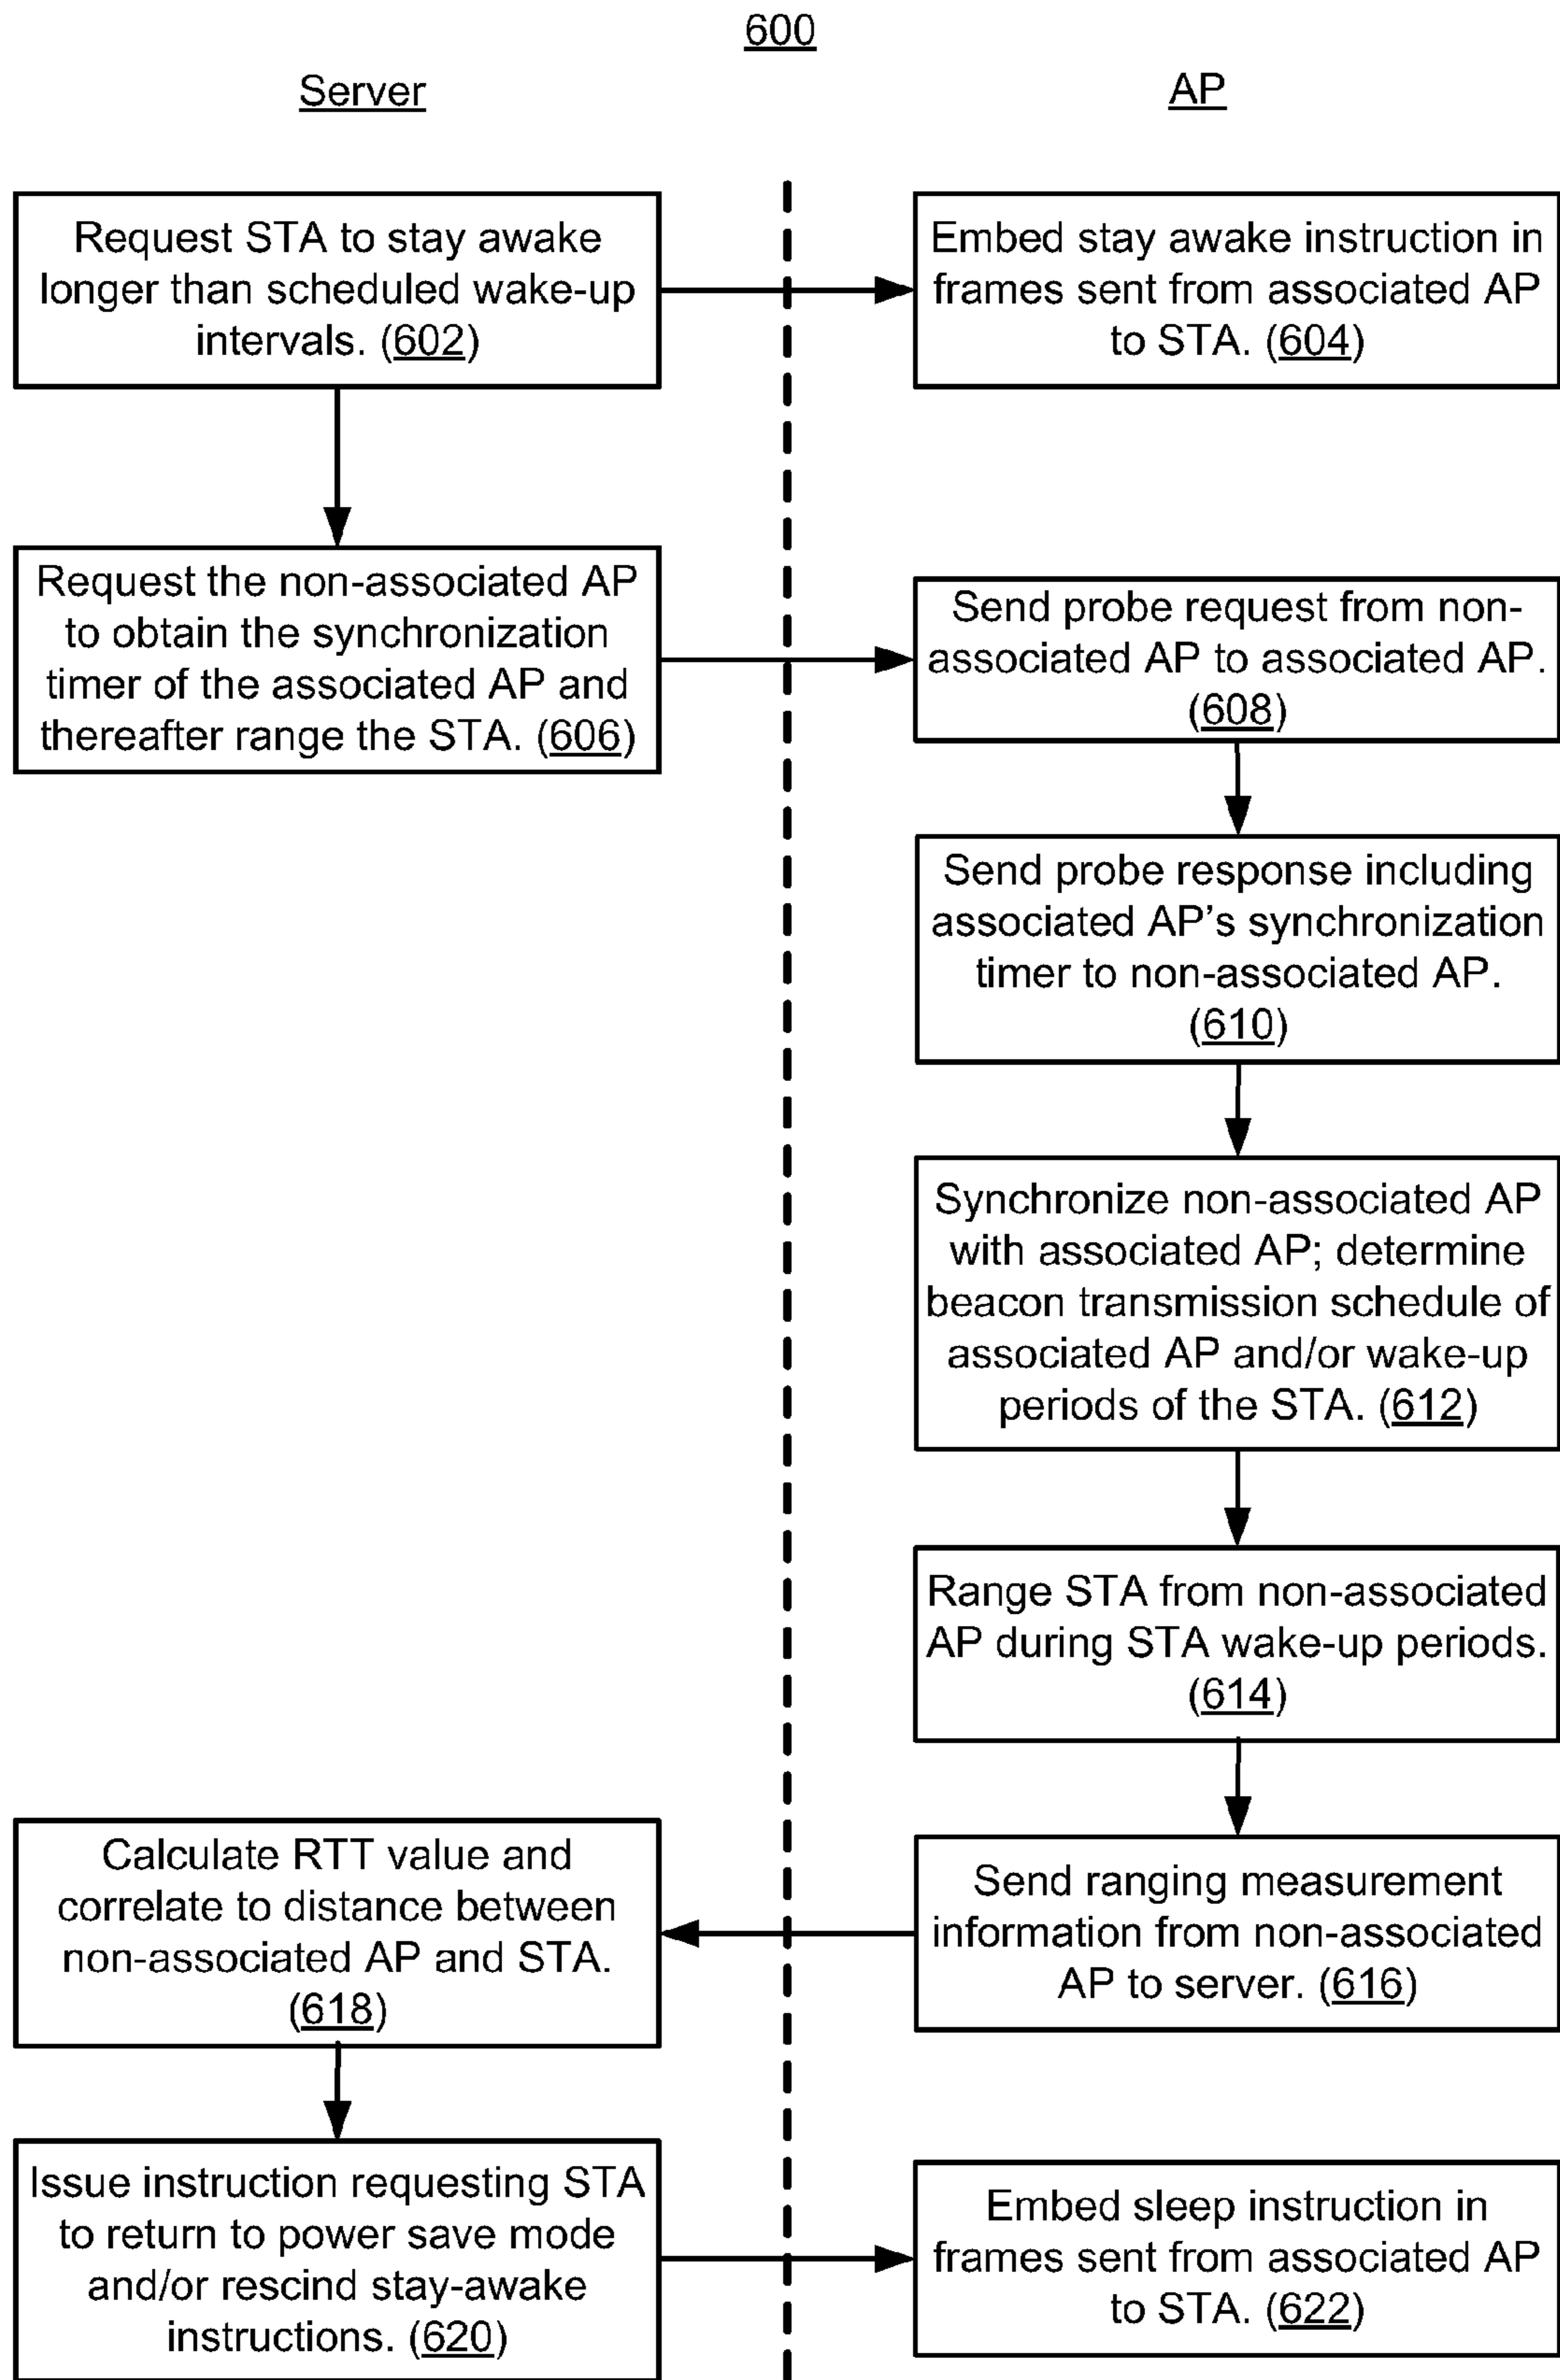 600
Server
AP
Request STA to stay awake
longer than scheduled wake-up
intervals. (602)
Embed stay awake instruction in
frames sent from associated AP
to STA. (604)
Request the non-associated AP
to obtain the synchronization
timer of the associated AP and
thereafter range the STA. (606)
Send probe request from non-
associated AP to associated AP.
(608)
Send probe response including
associated AP's synchronization
timer to non-associated AP.
(610)
Synchronize non-associated AP
with associated AP; determine
beacon transmission schedule of
associated AP and/or wake-up
periods of the STA. (612)
Range STA from non-associated
AP during STA wake-up periods.
(614)
Send ranging measurement
information from non-associated
AP to server. (616)
Calculate RTT value and
correlate to distance between
non-associated AP and STA.
(618)
Issue instruction requesting STA
to return to power save mode
and/or rescind stay-awake
instructions. (620)
Embed sleep instruction in
frames sent from associated AP
to STA. (622)